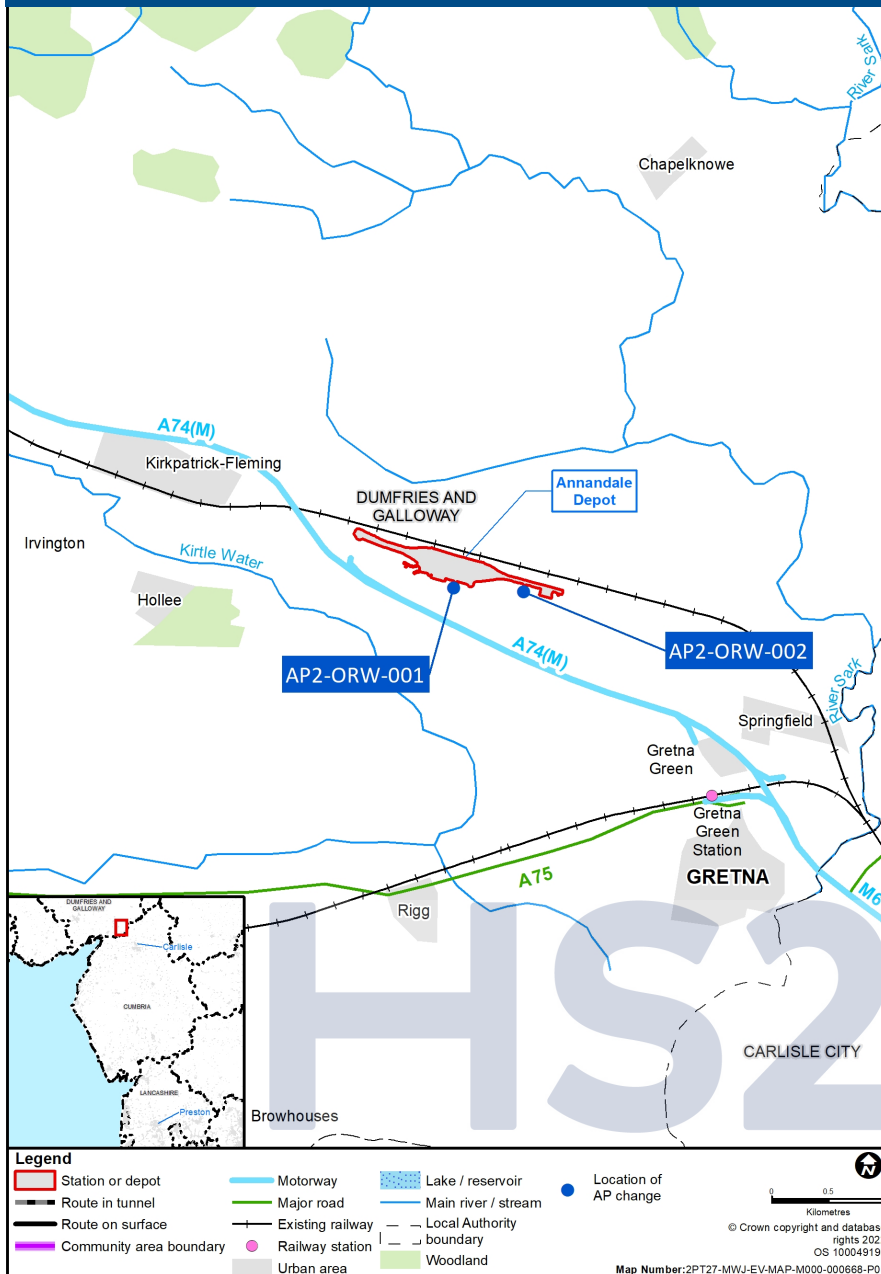 River Sark
Chapelknowe
A74(M)
Kirkpatrick-Fleming
DUMFRIES AND
GALLOWAY
Annandale
Depot
Irvington
Kirtle Water
Hollee
AP2-ORW-001
A74(M)
AP2-ORW-002
River Sark
Springfield
Gretna
Green
Gretna
Green
Station
GRETNA
A75
M6
Rigg
HS2
DUMFRIES AND
GALLOWAY
Carlisle
CUMBRIA
LANCASHIRE
Preston
CARLISLE CITY
Browhouses
Legend
Station or depot
Route in tunnel
Route on surface
Community area boundary
Motorway
Major road
Existing railway
Railway station
Urban area
Lake / reservoir
Main river / stream
Local Authority
boundary
Woodland
Location of
AP change
N
0 0.5
Kilometres
© Crown copyright and databas
rights 202
OS 10004919
Map Number:2PT27-MWJ-EV-MAP-M000-000668-P0